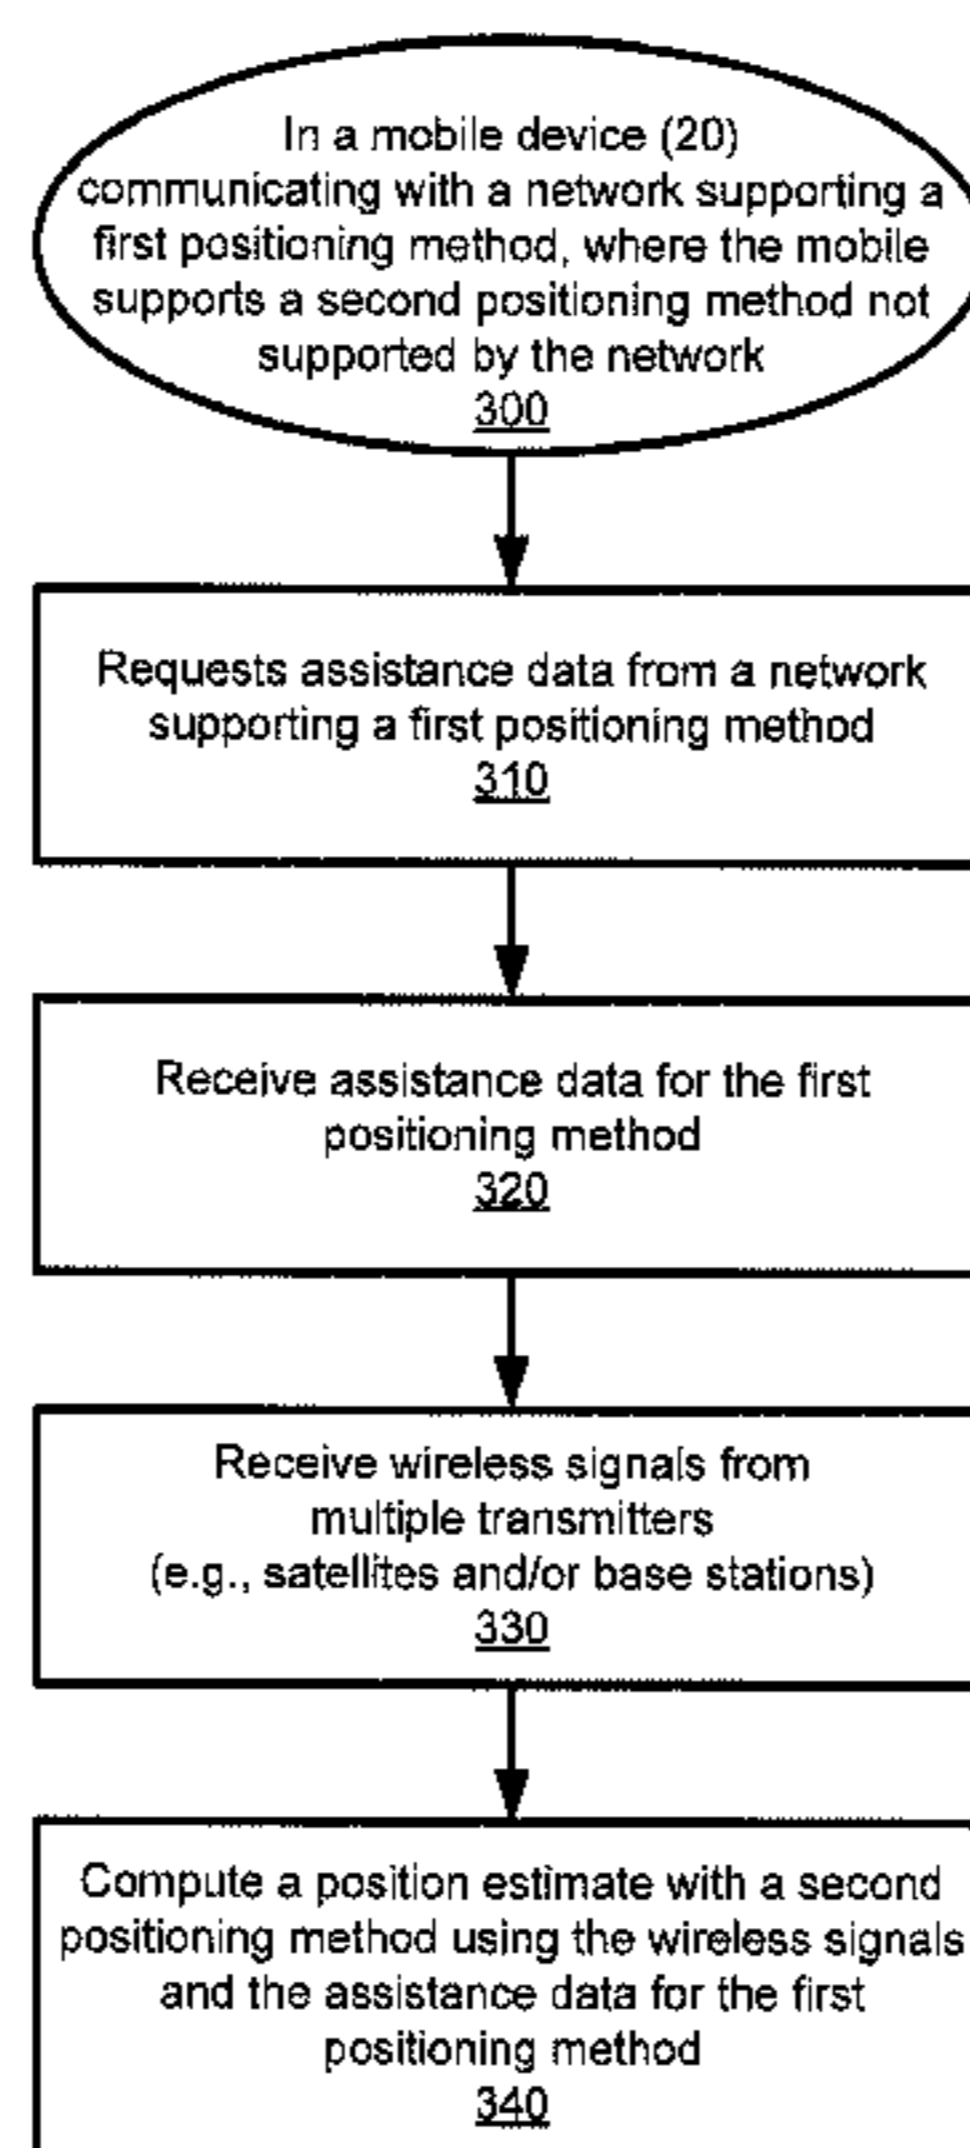 In a mobile device (20)
communicating with a network supporting a
first positioning method, where the mobile
supports a second positioning method not
supported by the network
300
Requests assistance data from a network
supporting a first positioning method
310
Receive assistance data for the first
positioning method
320
Receive wireless signals from
multiple transmitters
(e.g., satellites and/or base stations)
330
Compute a position estimate with a second
positioning method using the wireless signals
and the assistance data for the first
positioning method
340